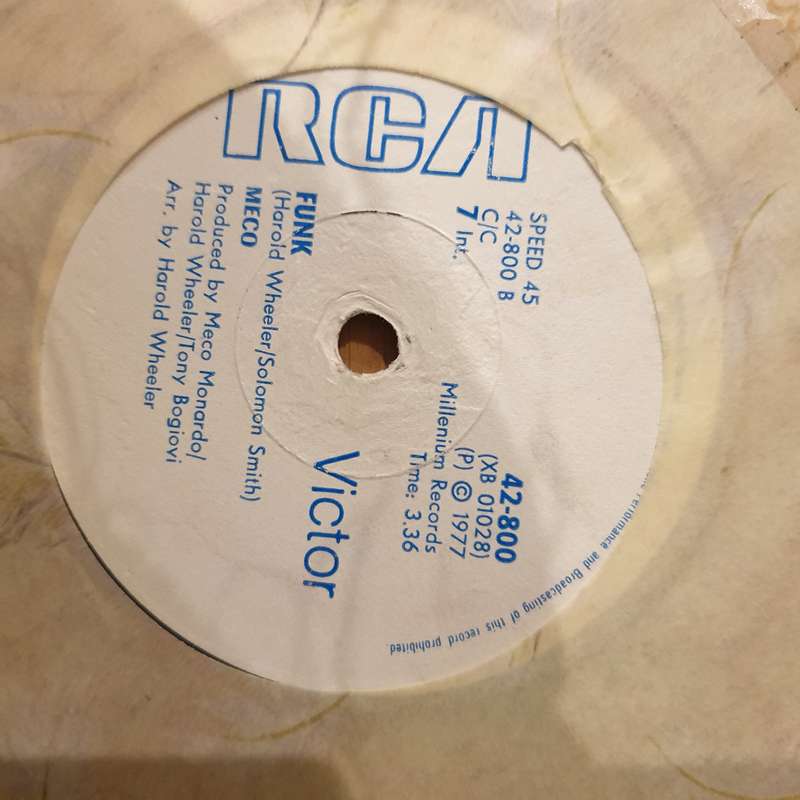 RCA
Victor
SPEED 45
42-800 B
C/C
7 Int.
42-800
(XB 01028)
(P) © 1977
Millenium Records
Time: 3.36
FUNK
(Harold Wheeler/Solomon Smith)
MECO
Produced by Meco Monardo/
Harold Wheeler/Tony Bogiovi
Arr. by Harold Wheeler
Performance and Broadcasting of this record prohibited